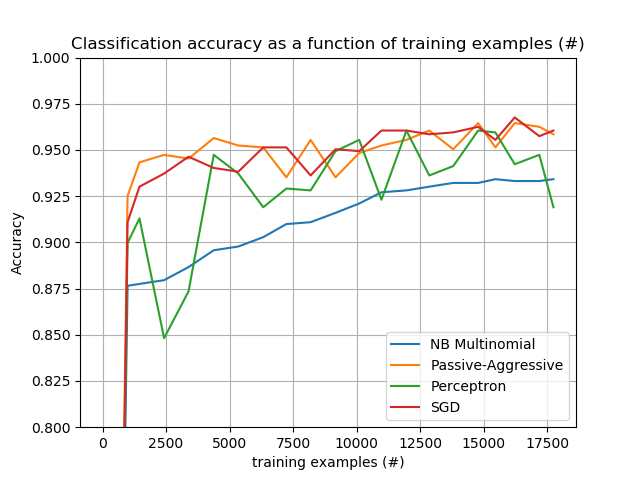 Classification accuracy as a function of training examples (#)
1.000
0.975
0.950
0.925
0.900
0.875
0.850
0.825
0.800
Accuracy
NB Multinomial
Passive-Aggressive
Perceptron
SGD
0 2500 5000 7500 10000 12500 15000 17500
training examples (#)